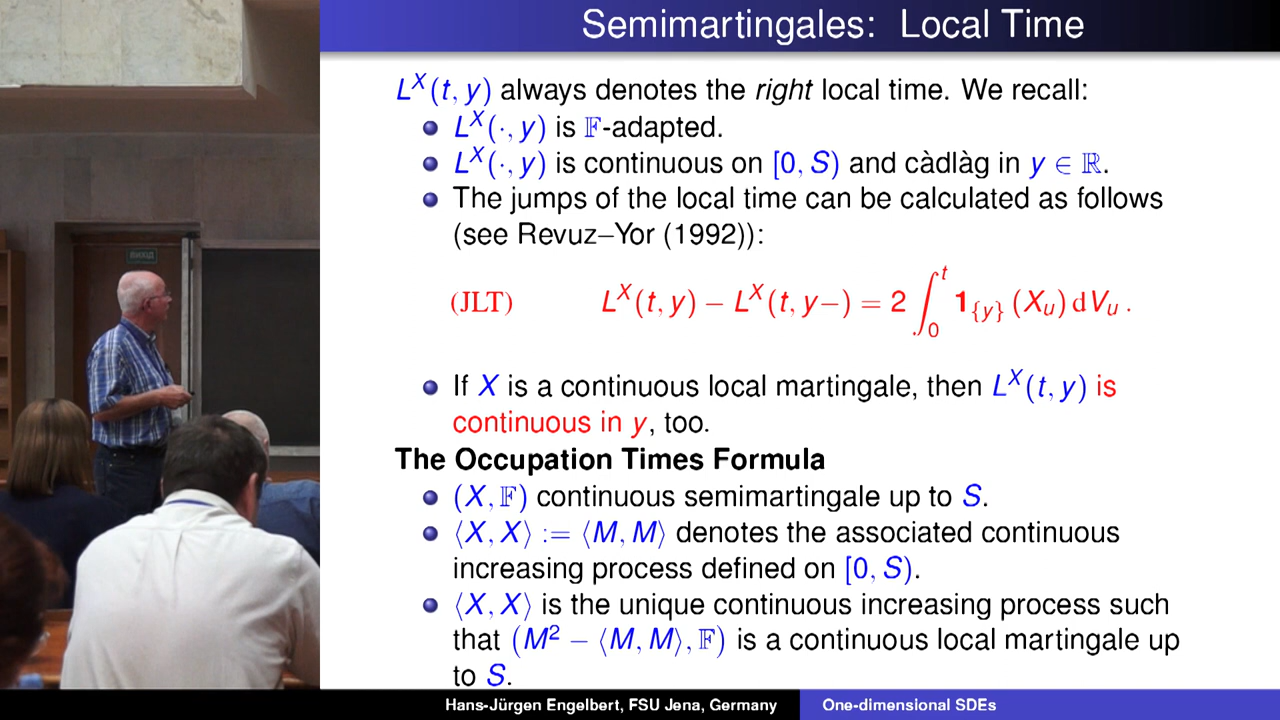 Semimartingales: Local Time
L^X(t, y) always denotes the right local time. We recall:
L^X(·, y) is 𝔽-adapted.
L^X(·, y) is continuous on [0, S) and càdlàg in y ∈ ℝ.
The jumps of the local time can be calculated as follows
(see Revuz–Yor (1992)):
(JLT) L^X(t, y) − L^X(t, y−) = 2 ∫_0^t 1_{y} (X_u) dV_u .
If X is a continuous local martingale, then L^X(t, y) is
continuous in y, too.
The Occupation Times Formula
(X, 𝔽) continuous semimartingale up to S.
⟨X, X⟩ := ⟨M, M⟩ denotes the associated continuous
increasing process defined on [0, S).
⟨X, X⟩ is the unique continuous increasing process such
that (M² − ⟨M, M⟩, 𝔽) is a continuous local martingale up
to S.
Hans-Jürgen Engelbert, FSU Jena, Germany One-dimensional SDEs
ВИХІД